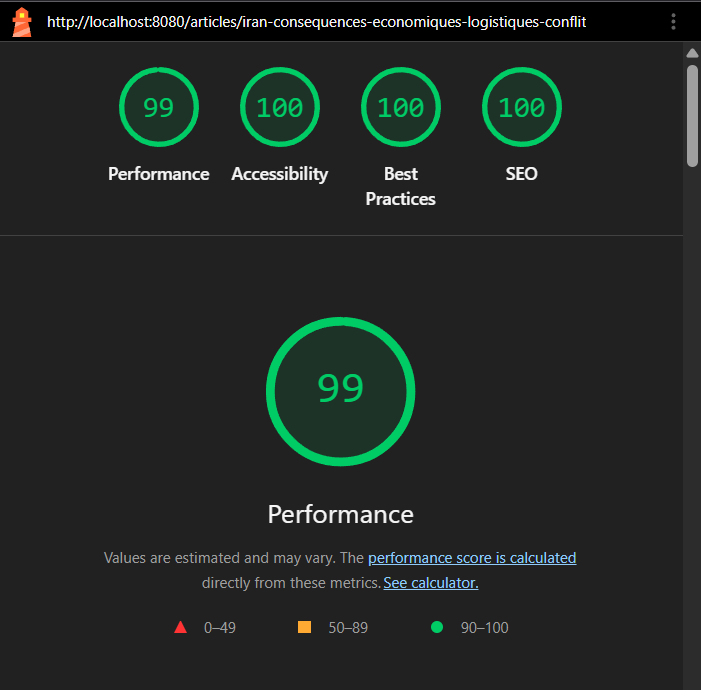 http://localhost:8080/articles/iran-consequences-economiques-logistiques-conflit
99 100 100 100
Performance Accessibility Best Practices SEO
99
Performance
Values are estimated and may vary. The performance score is calculated
directly from these metrics. See calculator.
0–49 50–89 90–100